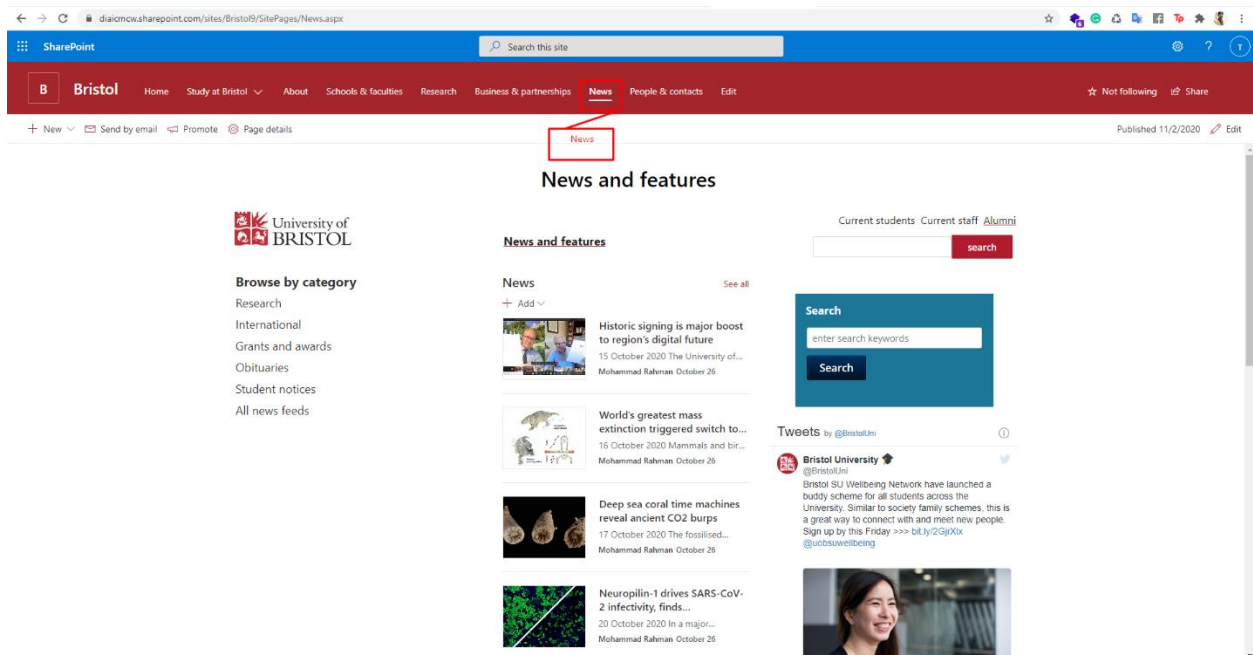 diaicmcw.sharepoint.com/sites/Bristol9/SitePages/News.aspx
SharePoint
Search this site
?
T
B
Bristol
Home Study at Bristol About Schools & faculties Research Business & partnerships News People & contacts Edit
Not following Share
New Send by email Promote Page details
Published 11/2/2020 Edit
News
News and features
University of
BRISTOL
Browse by category
Research
International
Grants and awards
Obituaries
Student notices
All news feeds
News and features
News See all
Add
Historic signing is major boost
to region's digital future
15 October 2020 The University of...
Mohammad Rahman October 26
World's greatest mass
extinction triggered switch to...
16 October 2020 Mammals and bir...
Mohammad Rahman October 26
Deep sea coral time machines
reveal ancient CO2 burps
17 October 2020 The fossilised...
Mohammad Rahman October 26
Neuropilin-1 drives SARS-CoV-
2 infectivity, finds...
20 October 2020 In a major...
Mohammad Rahman October 26
Current students Current staff Alumni
search
Search
enter search keywords
Search
Tweets by @BristolUni
Bristol University
@BristolUni
Bristol SU Wellbeing Network have launched a
buddy scheme for all students across the
University. Similar to society family schemes, this is
a great way to connect with and meet new people.
Sign up by this Friday >>> bit.ly/2GjrXlx
@uobsuwellbeing